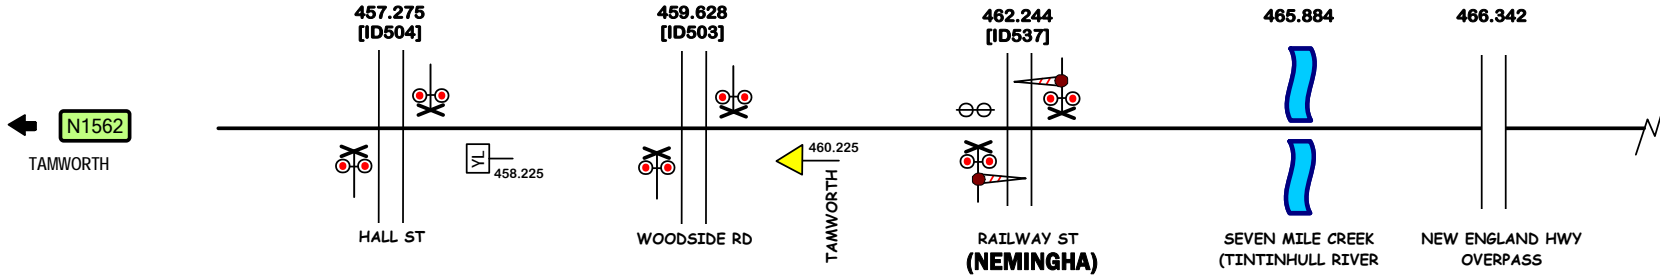 457.275
[ID504]
459.628
[ID503]
462.244
[ID537]
465.884
466.342
N1562
TAMWORTH
YL
458.225
460.225
TAMWORTH
HALL ST
WOODSIDE RD
RAILWAY ST
(NEMINGHA)
SEVEN MILE CREEK
(TINTINHULL RIVER
NEW ENGLAND HWY
OVERPASS